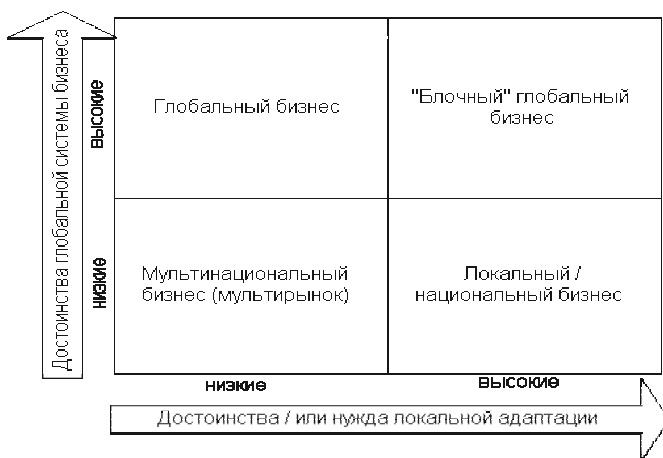 Достоинства глобальной системы бизнеса
высокие
низкие
Глобальный бизнес
"Блочный" глобальный
бизнес
Мультинациональный
бизнес (мультирынок)
Локальный /
национальный бизнес
низкие
высокие
Достоинства / или нужда локальной адаптации